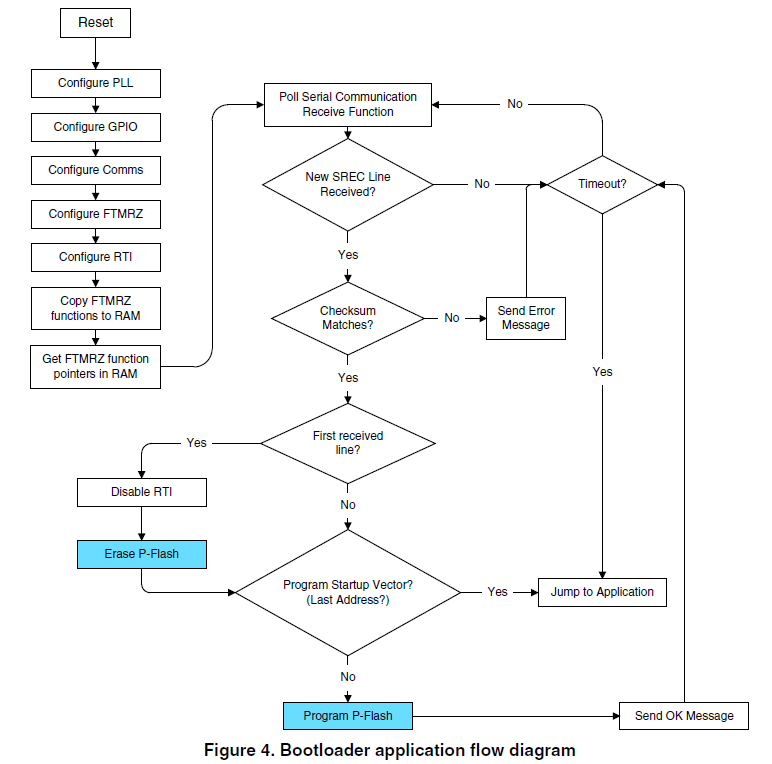 Reset
Configure PLL
Configure GPIO
Configure Comms
Configure FTMRZ
Configure RTI
Copy FTMRZ
functions to RAM
Get FTMRZ function
pointers in RAM
Poll Serial Communication
Receive Function
No
New SREC Line
Received?
No
Timeout?
Yes
Checksum
Matches?
No
Send Error
Message
Yes
Yes
First received
line?
Yes
Disable RTI
No
Erase P-Flash
Program Startup Vector?
(Last Address?)
Yes
Jump to Application
No
Program P-Flash
Send OK Message
Figure 4. Bootloader application flow diagram